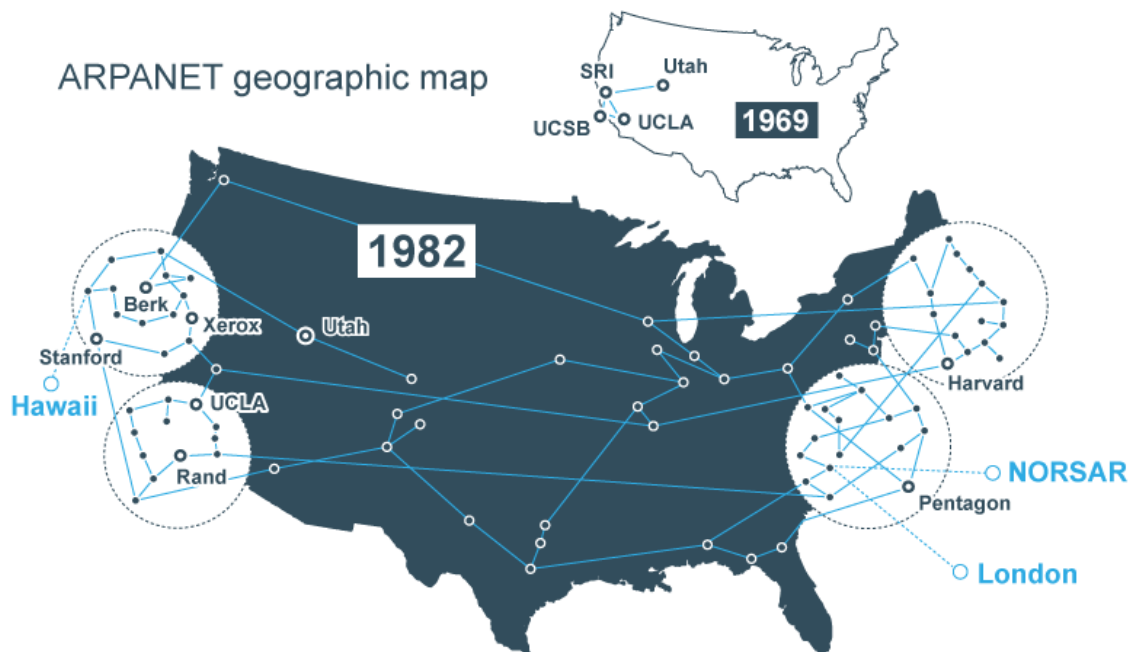 ARPANET geographic map
SRI
Utah
UCSB
UCLA
1969
1982
Berk
Xerox
Utah
Stanford
Hawaii
UCLA
Rand
Harvard
NORSAR
Pentagon
London